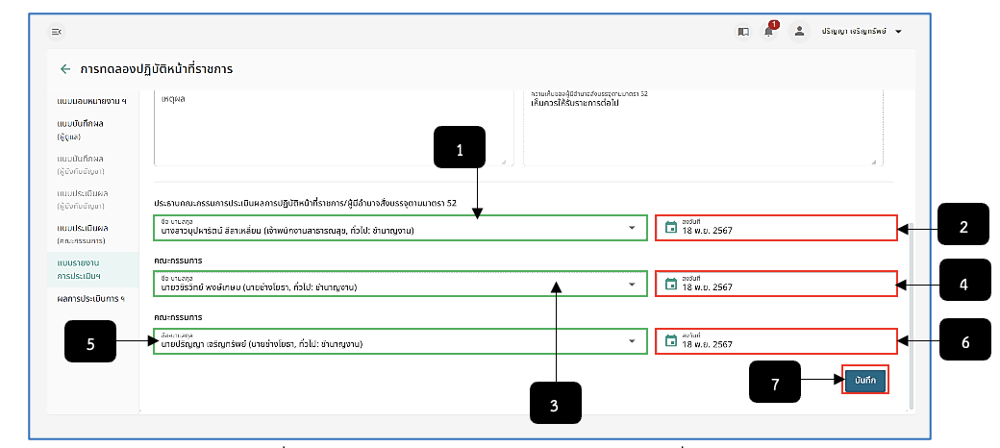 1
ปริญญา เจริญทรัพย์
การทดลองปฏิบัติหน้าที่ราชการ
แบบมอบหมายงาน ฯ
แบบบันทึกผล
(ผู้ดูแล)
แบบบันทึกผล
(ผู้บังคับบัญชา)
แบบประเมินผล
(ผู้บังคับบัญชา)
แบบประเมินผล
(คณะกรรมการ)
แบบรายงาน
การประเมินฯ
ผลการประเมินการ ฯ
เหตุผล
ความเห็นของผู้มีอำนาจสั่งบรรจุตามมาตรา 52
เห็นควรให้รับราชการต่อไป
1
ประธานคณะกรรมการประเมินผลการปฏิบัติหน้าที่ราชการ/ผู้มีอำนาจสั่งบรรจุตามมาตรา 52
ชื่อ-นามสกุล
นางสาวบุปผารัตน์ ลีลาเหลี่ยม (เจ้าพนักงานสาธารณสุข, ทั่วไป: ชำนาญงาน)
ลงวันที่
18 พ.ย. 2567
2
คณะกรรมการ
ชื่อ-นามสกุล
นายวชิรวิทย์ พงษ์เกษม (นายช่างโยธา, ทั่วไป: ชำนาญงาน)
ลงวันที่
18 พ.ย. 2567
4
คณะกรรมการ
5
ชื่อ-นามสกุล
นายปริญญา เจริญทรัพย์ (นายช่างโยธา, ทั่วไป: ชำนาญงาน)
ลงวันที่
18 พ.ย. 2567
6
3
7
บันทึก